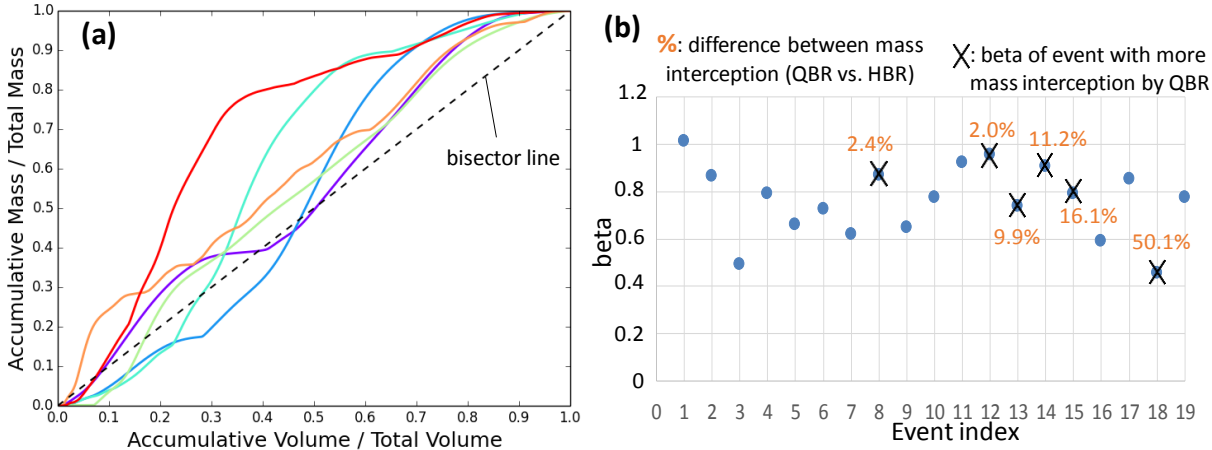 (a)
1.0
0.9
0.8
0.7
0.6
0.5
0.4
0.3
0.2
0.1
0.0
Accumulative Mass / Total Mass
bisector line
0.0 0.1 0.2 0.3 0.4 0.5 0.6 0.7 0.8 0.9 1.0
Accumulative Volume / Total Volume
(b)
%: difference between mass
interception (QBR vs. HBR)
X: beta of event with more
mass interception by QBR
1.2
1
0.8
0.6
0.4
0.2
0
beta
2.4%
2.0%
11.2%
9.9%
16.1%
50.1%
0 1 2 3 4 5 6 7 8 9 10 11 12 13 14 15 16 17 18 19
Event index